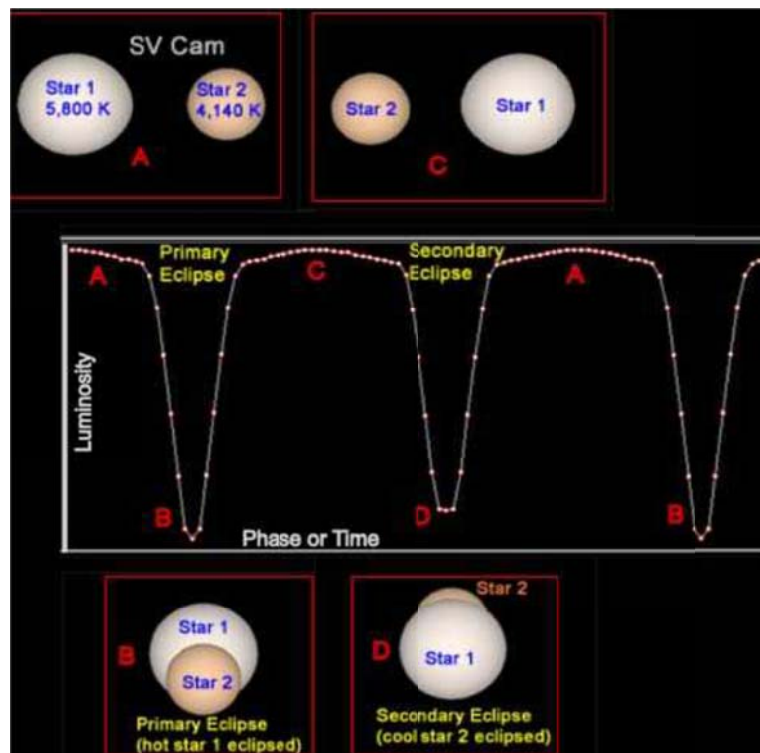 SV Cam
Star 1
5,800 K
Star 2
4,140 K
A
Star 2
Star 1
C
Primary
Eclipse
Secondary
Eclipse
A
C
A
Luminosity
B
D
B
Phase or Time
Star 1
Star 2
B
Primary Eclipse
(hot star 1 eclipsed)
Star 2
D
Star 1
Secondary Eclipse
(cool star 2 eclipsed)